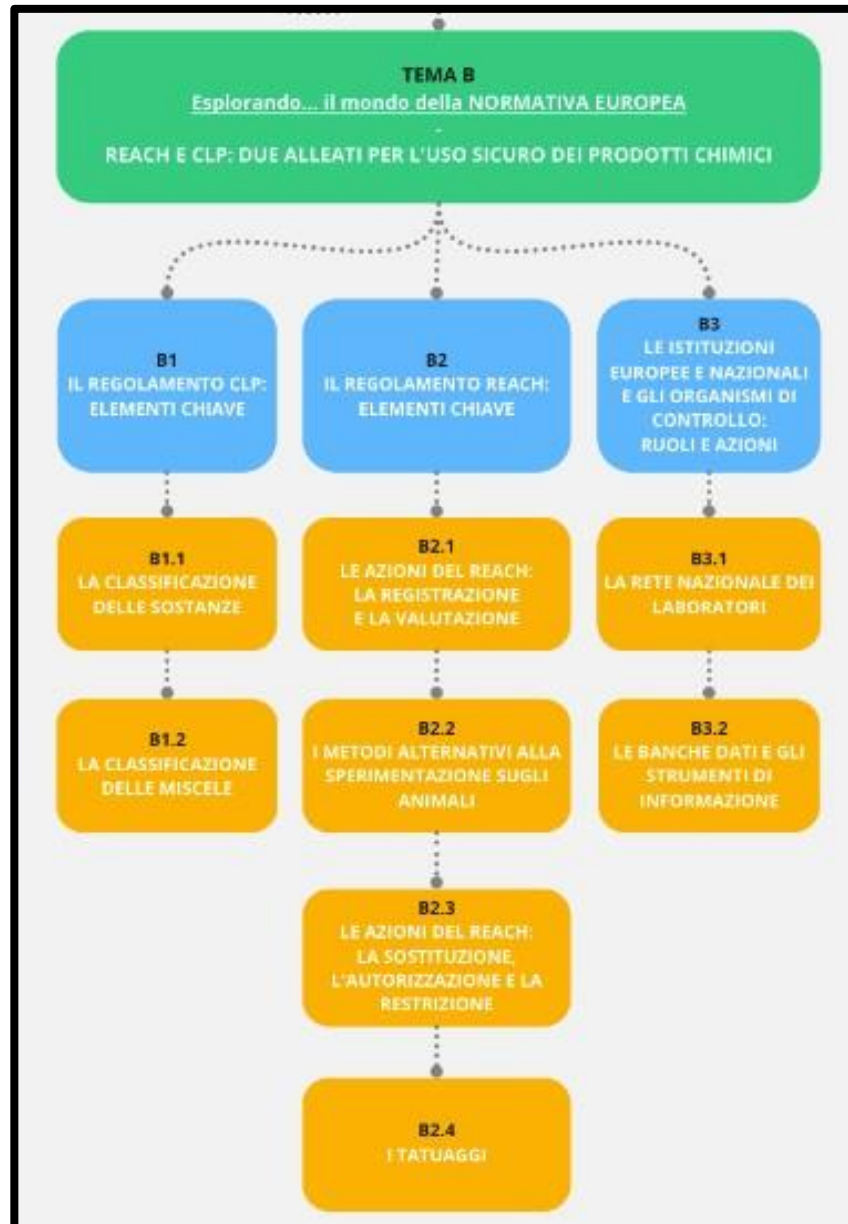 TEMA B
Esplorando... il mondo della NORMATIVA EUROPEA
-
REACH E CLP: DUE ALLEATI PER L'USO SICURO DEI PRODOTTI CHIMICI
B1
IL REGOLAMENTO CLP:
ELEMENTI CHIAVE
B2
IL REGOLAMENTO REACH:
ELEMENTI CHIAVE
B3
LE ISTITUZIONI
EUROPEE E NAZIONALI
E GLI ORGANISMI DI
CONTROLLO:
RUOLI E AZIONI
B1.1
LA CLASSIFICAZIONE
DELLE SOSTANZE
B2.1
LE AZIONI DEL REACH:
LA REGISTRAZIONE
E LA VALUTAZIONE
B3.1
LA RETE NAZIONALE DEI
LABORATORI
B1.2
LA CLASSIFICAZIONE
DELLE MISCELE
B2.2
I METODI ALTERNATIVI ALLA
SPERIMENTAZIONE SUGLI
ANIMALI
B3.2
LE BANCHE DATI E GLI
STRUMENTI DI
INFORMAZIONE
B2.3
LE AZIONI DEL REACH:
LA SOSTITUZIONE,
L'AUTORIZZAZIONE E LA
RESTRIZIONE
B2.4
I TATUAGGI